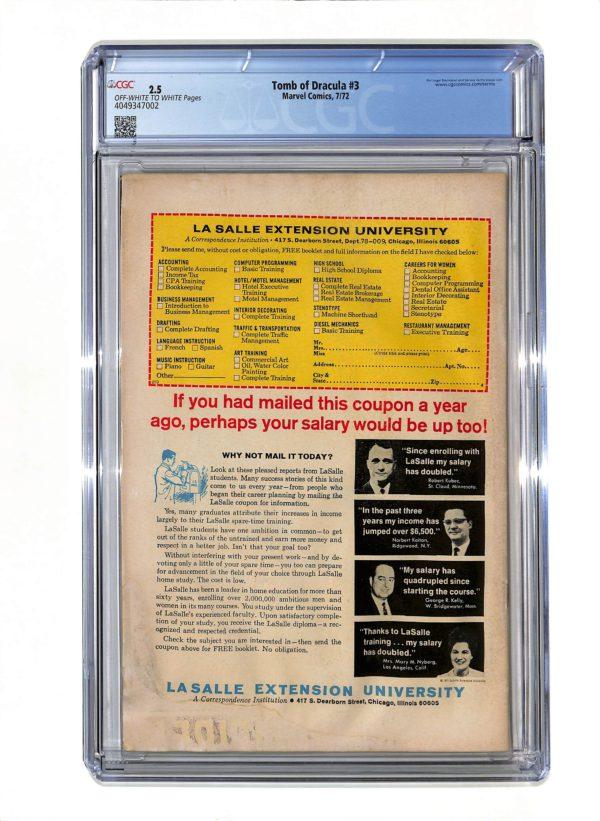 CGC
2.5
OFF-WHITE TO WHITE Pages
4049347002
Tomb of Dracula #3
Marvel Comics, 7/72
www.cgccomics.com/terms
CGC
LA SALLE EXTENSION UNIVERSITY
A Correspondence Institution • 417 S. Dearborn Street, Dept. 78-009, Chicago, Illinois 60605
Please send me, without cost or obligation, FREE booklet and full information on the field I have checked below:
ACCOUNTING
Complete Accounting
Income Tax
CPA Training
Bookkeeping
BUSINESS MANAGEMENT
Introduction to
Business Management
DRAFTING
Complete Drafting
LANGUAGE INSTRUCTION
French Spanish
MUSIC INSTRUCTION
Piano Guitar
Other
COMPUTER PROGRAMMING
Basic Training
HOTEL/MOTEL MANAGEMENT
Hotel Executive
Training
Motel Management
INTERIOR DECORATING
Complete Training
TRAFFIC & TRANSPORTATION
Complete Traffic
Management
ART TRAINING
Commercial Art
Oil, Water Color
Painting
Complete Training
HIGH SCHOOL
High School Diploma
REAL ESTATE
Complete Real Estate
Real Estate Brokerage
Real Estate Management
STENOTYPE
Machine Shorthand
DIESEL MECHANICS
Basic Training
CAREERS FOR WOMEN
Accounting
Bookkeeping
Computer Programming
Dental Office Assistant
Interior Decorating
Real Estate
Secretarial
Stenotype
RESTAURANT MANAGEMENT
Executive Training
Mr.
Mrs. Age
Miss (Please print)
Address Apt. No.
City &
State Zip
If you had mailed this coupon a year
ago, perhaps your salary would be up too!
WHY NOT MAIL IT TODAY?
Look at these pleased reports from LaSalle
students. Many success stories of this kind
come to us every year—from people who
began their career planning by mailing the
LaSalle coupon for information.
Yes, many graduates attribute their increases in income
largely to their LaSalle spare-time training.
LaSalle students have one ambition in common—to get
out of the ranks of the untrained and earn more money and
respect in a better job. Isn't that your goal too?
Without interfering with your present work—and by de-
voting only a little of your spare time—you too can prepare
for advancement in the field of your choice through LaSalle
home study. The cost is low.
LaSalle has been a leader in home education for more than
sixty years, enrolling over 2,000,000 ambitious men and
women in its many courses. You study under the supervision
of LaSalle's experienced faculty. Upon satisfactory comple-
tion of your study, you receive the LaSalle diploma—a rec-
ognized and respected credential.
Check the subject you are interested in—then send the
coupon above for FREE booklet. No obligation.
"Since enrolling with
LaSalle my salary
has doubled."
Robert Kuber,
St. Cloud, Minnesota.
"In the past three
years my income has
jumped over $6,500."
Norbert Kelton,
Ridgewood, N.Y.
"My salary has
quadrupled since
starting the course."
George R. Kelly,
W. Bridgewater, Mass
"Thanks to LaSalle
training ... my salary
has doubled."
Mrs. Mary M. Nyberg,
Los Angeles, Calif.
LA SALLE EXTENSION UNIVERSITY
A Correspondence Institution • 417 S. Dearborn Street, Chicago, Illinois 60605